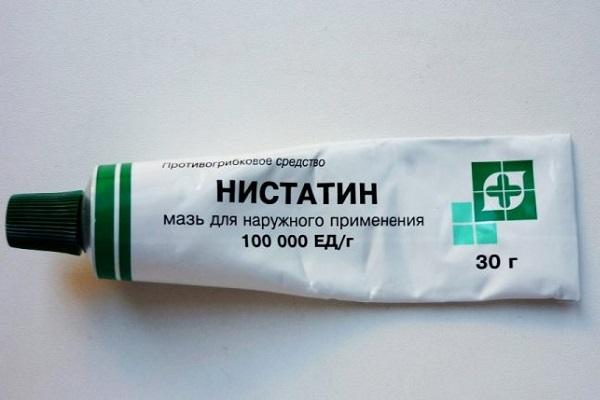 Противогрибковое средство
НИСТАТИН
мазь для наружного применения
100 000 ЕД/г
30 г